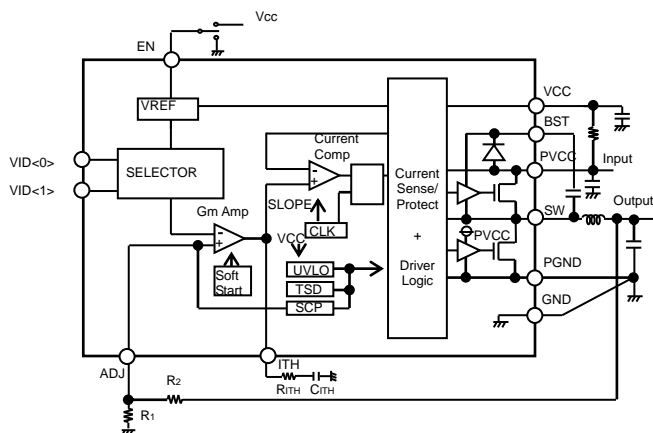 Vcc
EN
VREF
VCC
BST
VID<0>
VID<1>
SELECTOR
Current
Comp
Current
Sense/
Protect
+
Driver
Logic
PVCC
Input
SLOPE
CLK
Gm Amp
VCC
SW
Output
PVCC
Soft
Start
UVLO
TSD
SCP
PGND
GND
ADJ
ITH
RITH
CITH
R2
R1